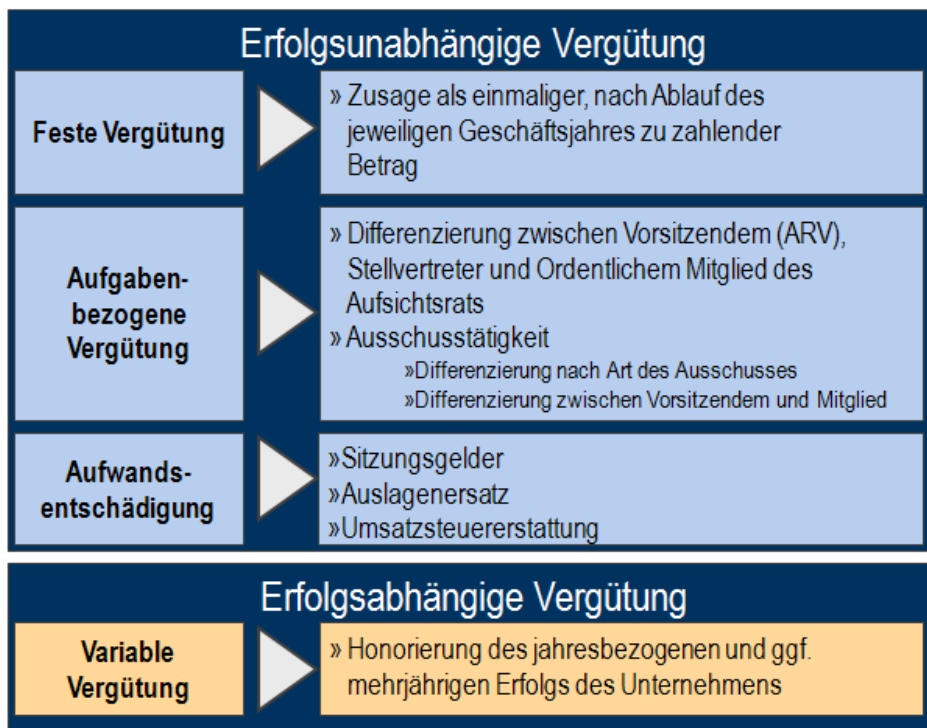 Erfolgsunabhängige Vergütung
Feste Vergütung
» Zusage als einmaliger, nach Ablauf des
jeweiligen Geschäftsjahres zu zahlender
Betrag
Aufgaben-
bezogene
Vergütung
» Differenzierung zwischen Vorsitzendem (ARV),
Stellvertreter und Ordentlichem Mitglied des
Aufsichtsrats
» Ausschusstätigkeit
»Differenzierung nach Art des Ausschusses
»Differenzierung zwischen Vorsitzendem und Mitglied
Aufwands-
entschädigung
»Sitzungsgelder
»Auslagenersatz
»Umsatzsteuererstattung
Erfolgsabhängige Vergütung
Variable
Vergütung
» Honorierung des jahresbezogenen und ggf.
mehrjährigen Erfolgs des Unternehmens